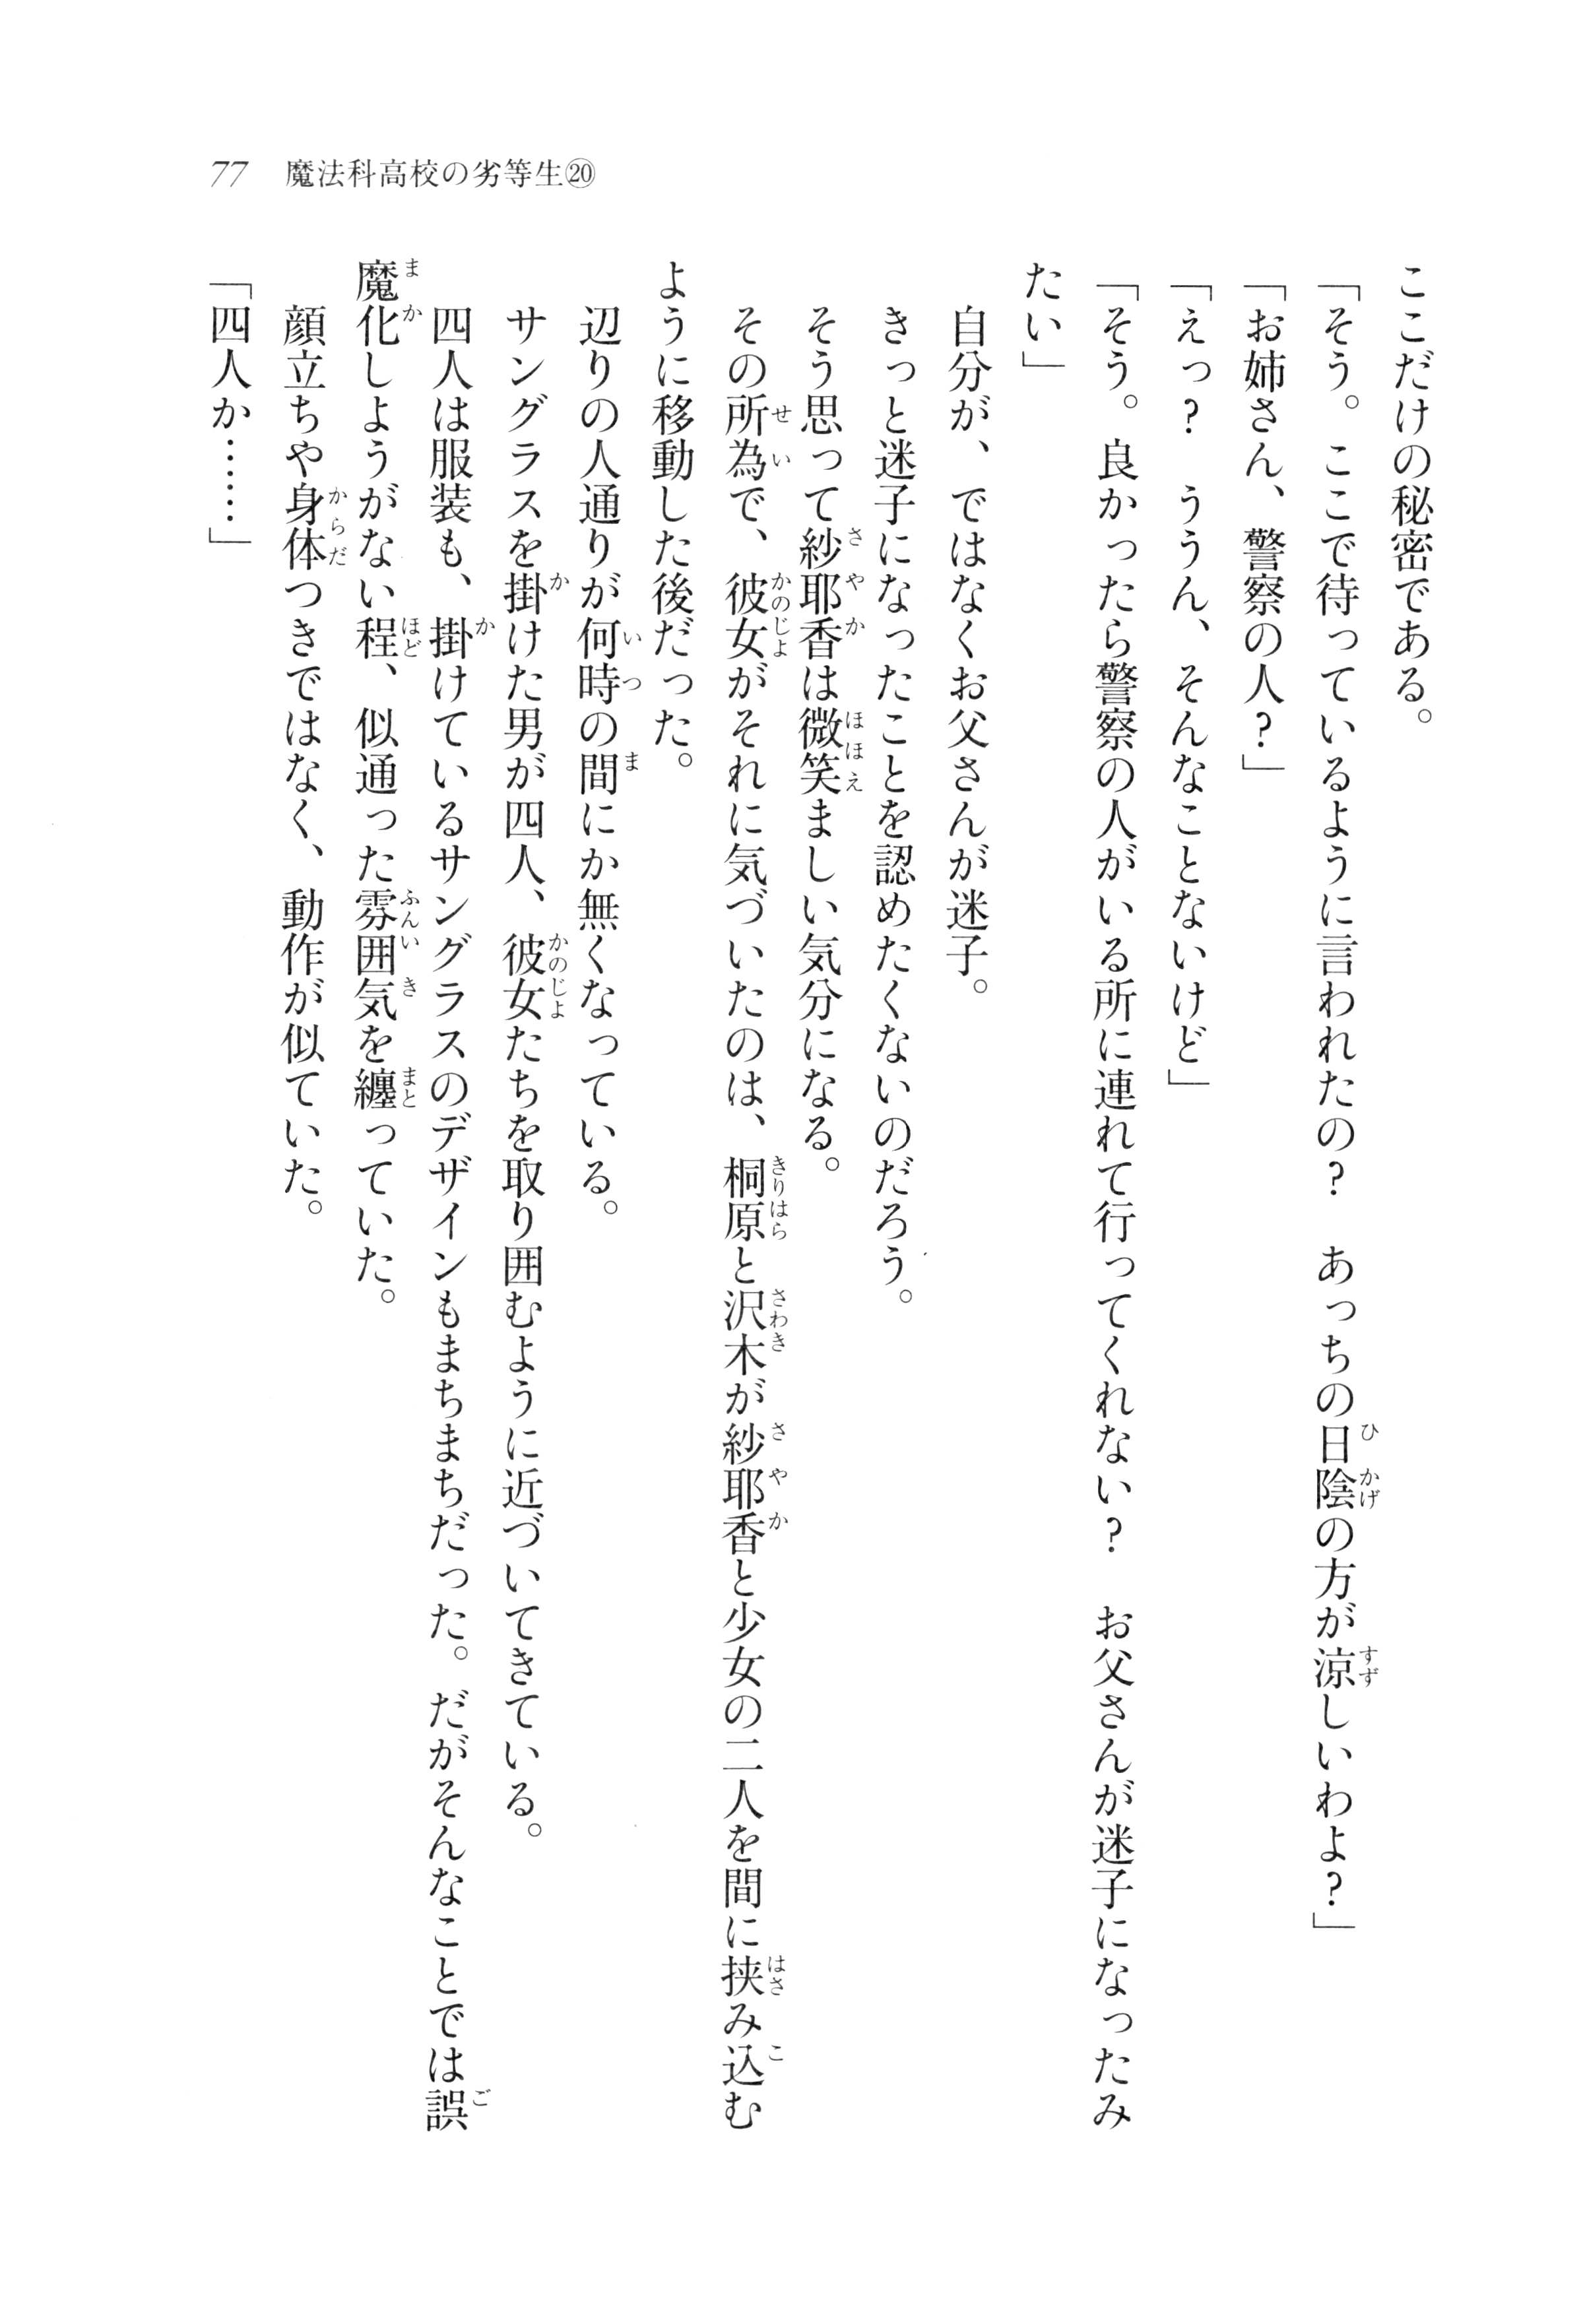 77 魔法科高校の劣等生⑳
ここだけの秘密である。
「そう。ここで待っているように言われたの？　あっちの日陰の方が涼しいわよ？」
「お姉さん、警察の人？」
「えっ？　ううん、そんなことないけど」
「そう。良かったら警察の人がいる所に連れて行ってくれない？　お父さんが迷子になったみ
たい」
　自分が、ではなくお父さんが迷子。
　きっと迷子になったことを認めたくないのだろう。
　そう思って紗耶香は微笑ましい気分になる。
　その所為で、彼女がそれに気づいたのは、桐原と沢木が紗耶香と少女の二人を間に挟み込む
ように移動した後だった。
　辺りの人通りが何時の間にか無くなっている。
　サングラスを掛けた男が四人、彼女たちを取り囲むように近づいてきている。
　四人は服装も、掛けているサングラスのデザインもまちまちだった。だがそんなことでは誤
魔化しようがない程、似通った雰囲気を纏っていた。
　顔立ちや身体つきではなく、動作が似ていた。
「四人か……」